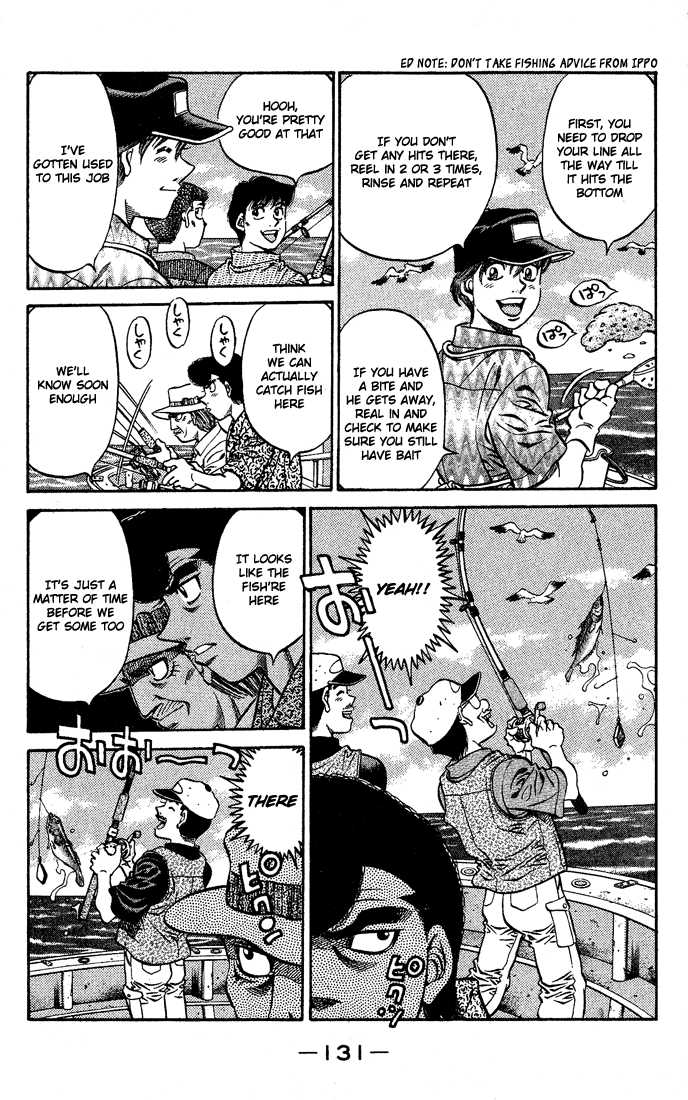 ED NOTE: DON'T TAKE FISHING ADVICE FROM IPPO
FIRST, YOU
NEED TO DROP
YOUR LINE ALL
THE WAY TILL
IT HITS THE
BOTTOM
IF YOU DON'T
GET ANY HITS THERE,
REEL IN 2 OR 3 TIMES,
RINSE AND REPEAT
ぱっ
ぱっ
IF YOU HAVE
A BITE AND
HE GETS AWAY,
REAL IN AND
CHECK TO MAKE
SURE YOU STILL
HAVE BAIT
HOOH,
YOU'RE PRETTY
GOOD AT THAT
I'VE
GOTTEN USED
TO THIS JOB
THINK
WE CAN
ACTUALLY
CATCH FISH
HERE
しゃく
しゃく
しゃく
WE'LL
KNOW SOON
ENOUGH
YEAH!!
おーっ
ピクン
IT LOOKS
LIKE THE
FISH'RE
HERE
IT'S JUST A
MATTER OF TIME
BEFORE WE
GET SOME TOO
おおーっ
THERE
ピクン
—131—